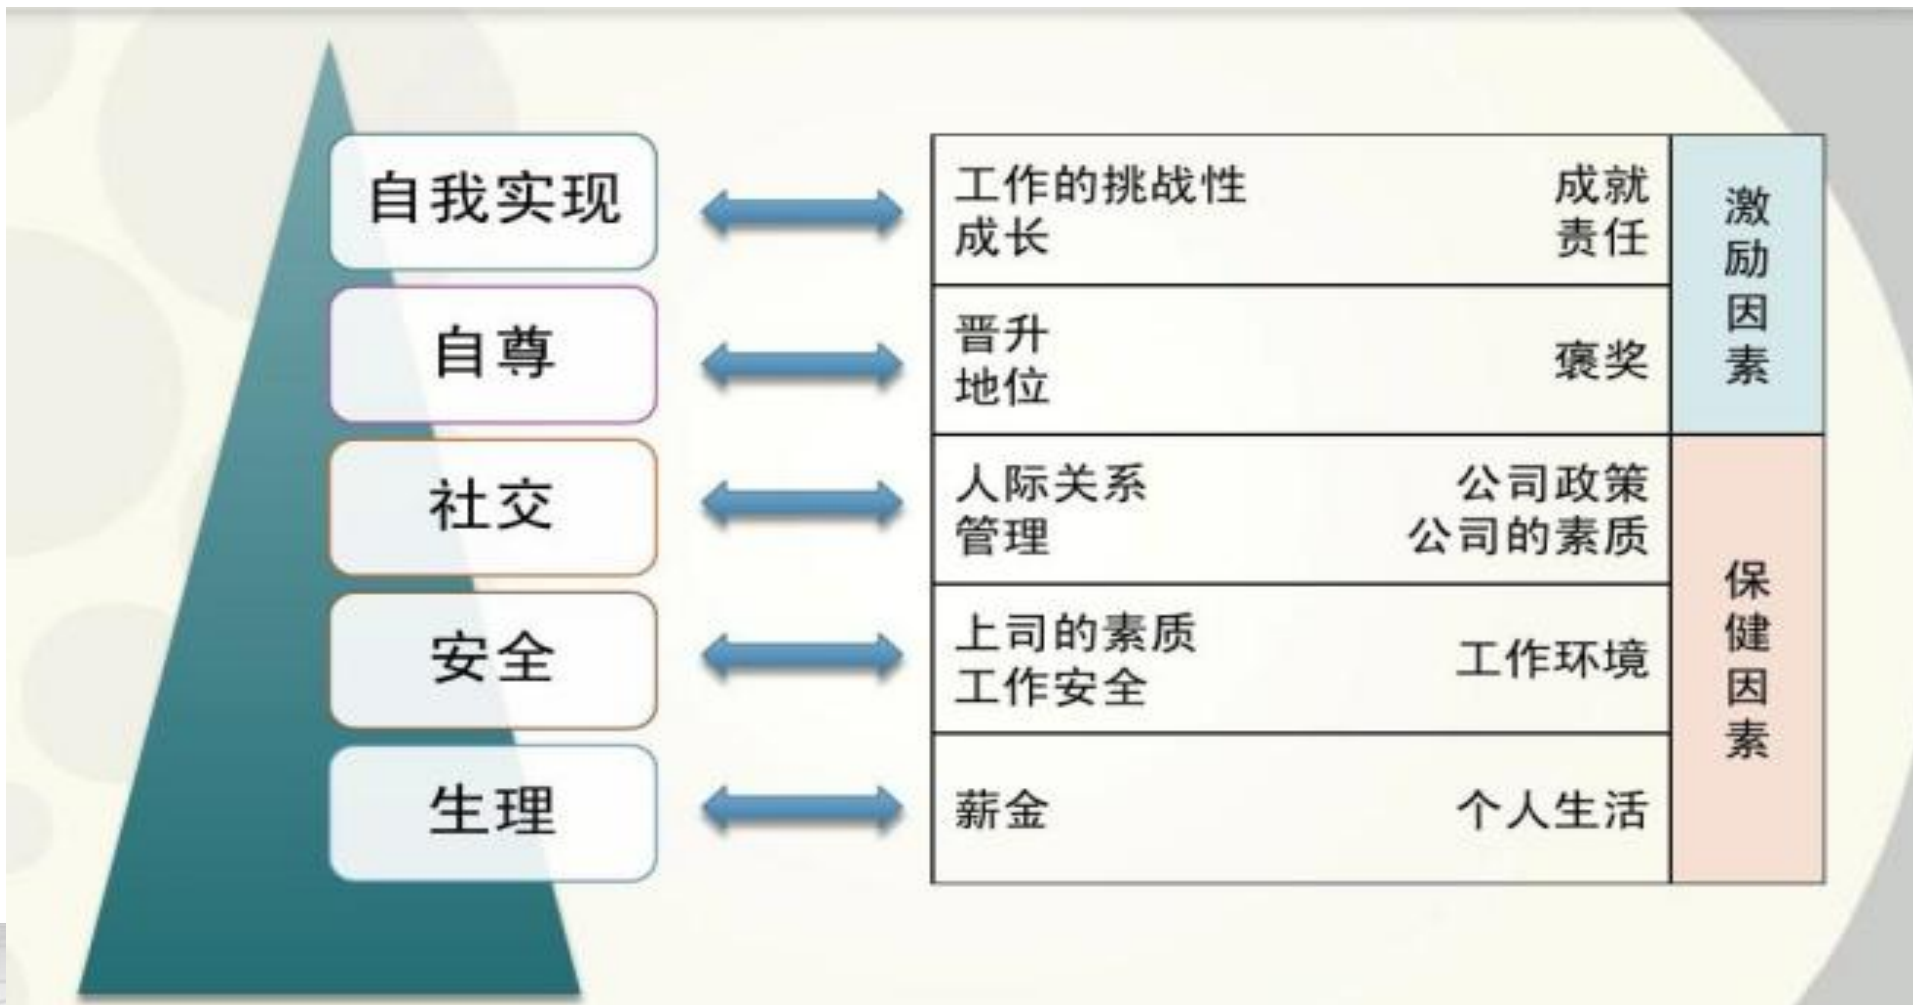 自我实现
工作的挑战性 成就
成长 责任
自尊
晋升
地位
褒奖
激励因素
社交
人际关系 公司政策
管理 公司的素质
安全
上司的素质
工作安全
工作环境
生理
薪金 个人生活
保健因素